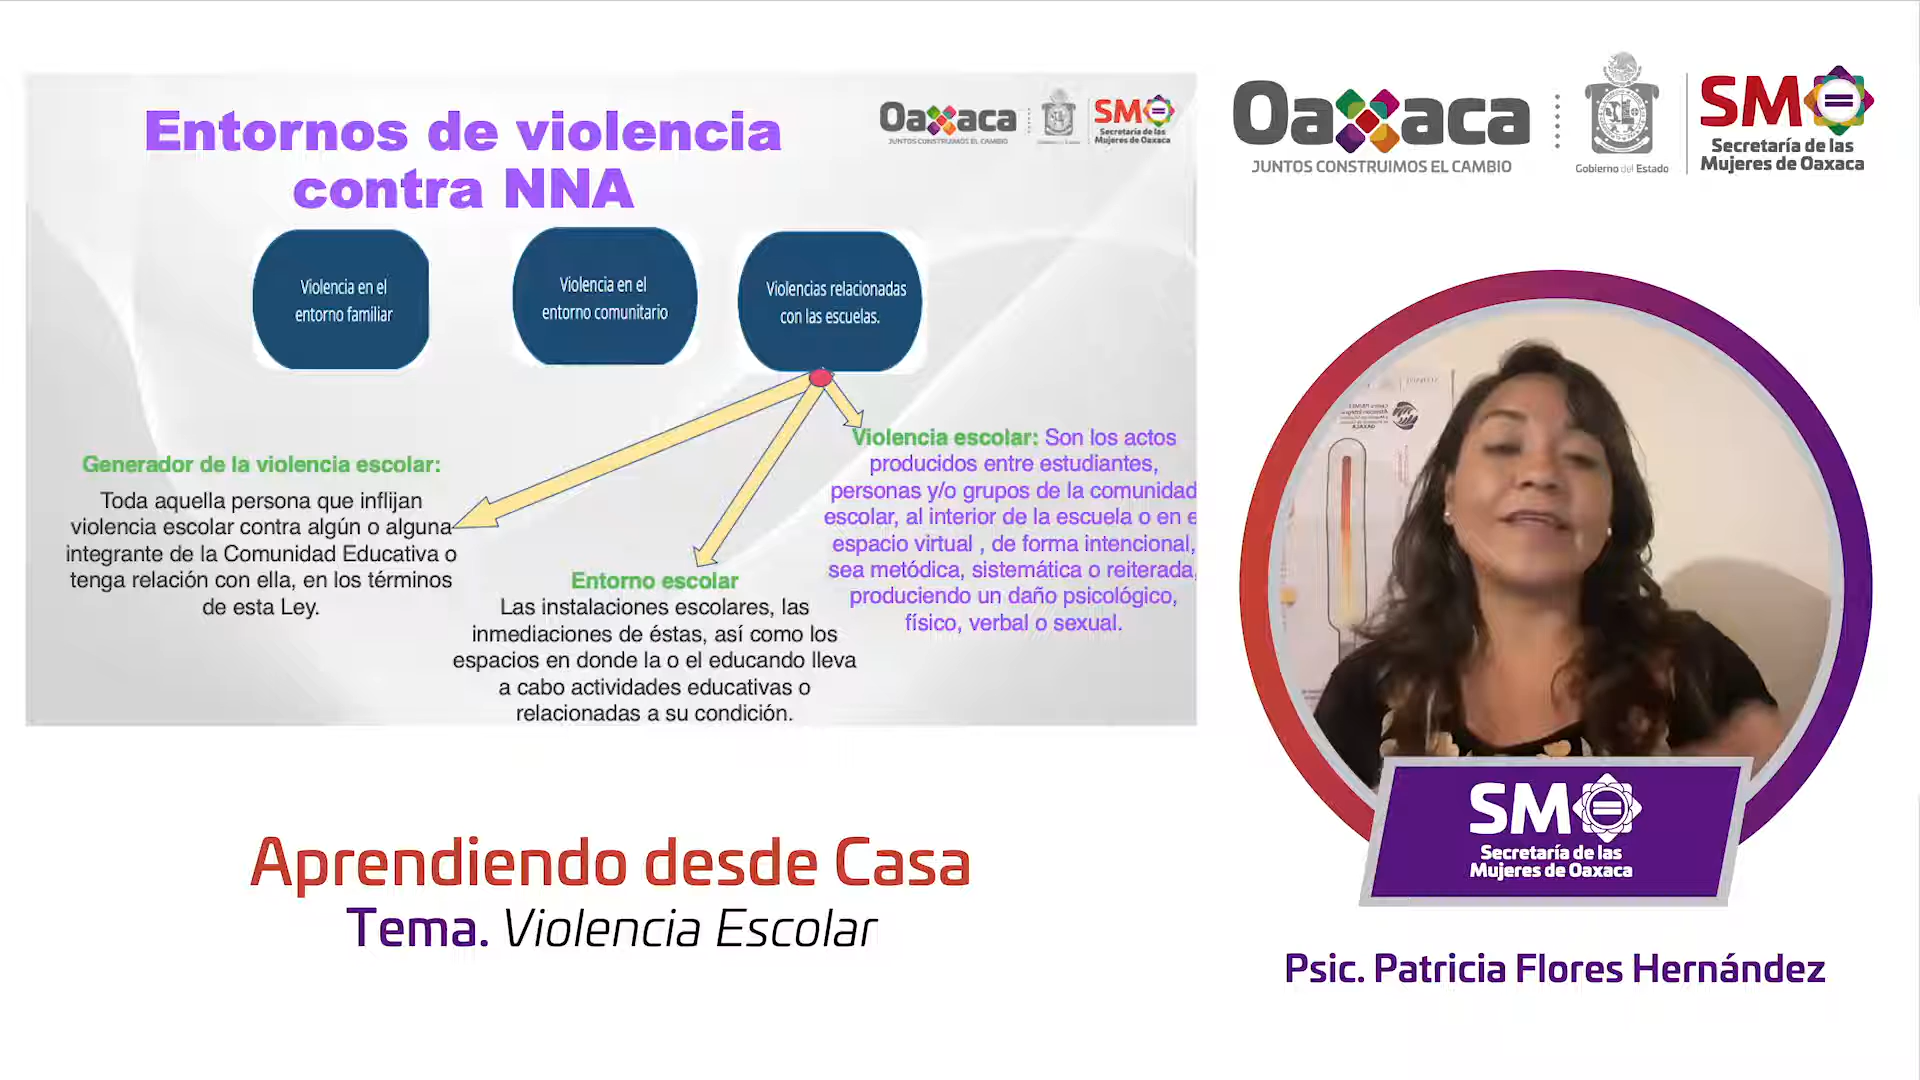 Entornos de violencia
contra NNA
Oaxaca
JUNTOS CONSTRUIMOS EL CAMBIO
SM
Secretaría de las
Mujeres de Oaxaca
Violencia en el
entorno familiar
Violencia en el
entorno comunitario
Violencias relacionadas
con las escuelas.
Generador de la violencia escolar:
Toda aquella persona que inflijan
violencia escolar contra algún o alguna
integrante de la Comunidad Educativa o
tenga relación con ella, en los términos
de esta Ley.
Entorno escolar
Las instalaciones escolares, las
inmediaciones de éstas, así como los
espacios en donde la o el educando lleva
a cabo actividades educativas o
relacionadas a su condición.
Violencia escolar: Son los actos
producidos entre estudiantes,
personas y/o grupos de la comunidad
escolar, al interior de la escuela o en e
espacio virtual , de forma intencional,
sea metódica, sistemática o reiterada,
produciendo un daño psicológico,
físico, verbal o sexual.
Oaxaca
JUNTOS CONSTRUIMOS EL CAMBIO
Gobierno del Estado
SM
Secretaría de las
Mujeres de Oaxaca
SM
Secretaría de las
Mujeres de Oaxaca
Psic. Patricia Flores Hernández
Aprendiendo desde Casa
Tema. Violencia Escolar